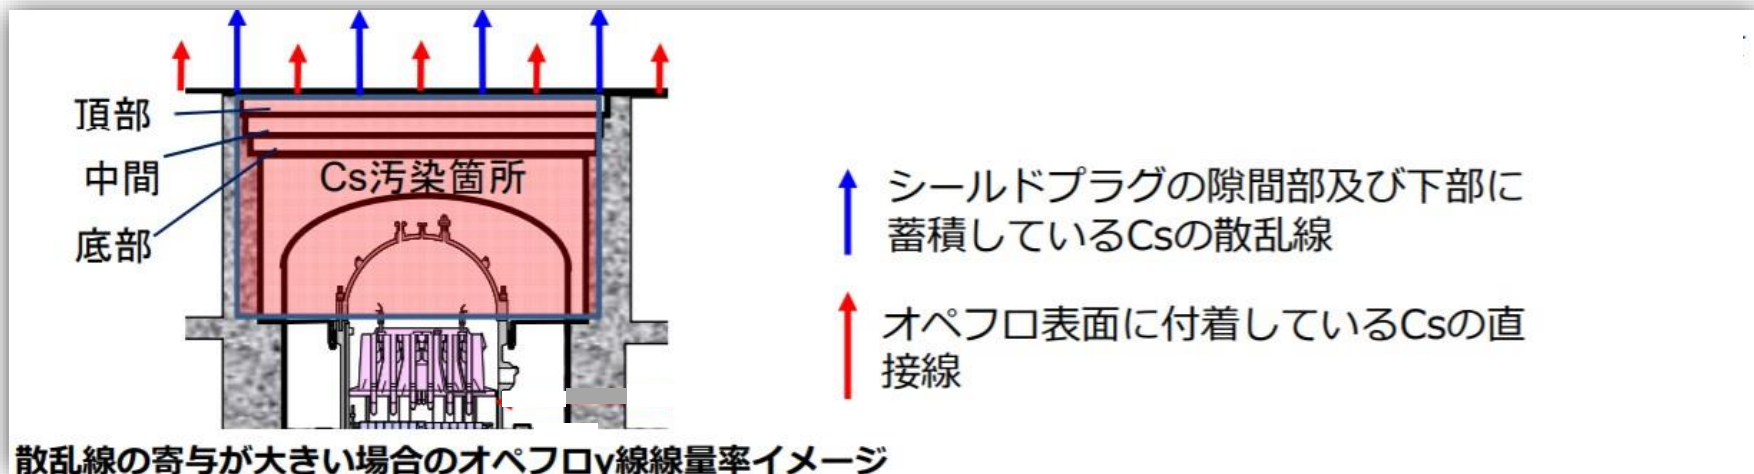 頂部
中間
底部
Cs汚染箇所
シールドプラグの隙間部及び下部に
蓄積しているCsの散乱線
オペフロ表面に付着しているCsの直
接線
散乱線の寄与が大きい場合のオペフロγ線線量率イメージ